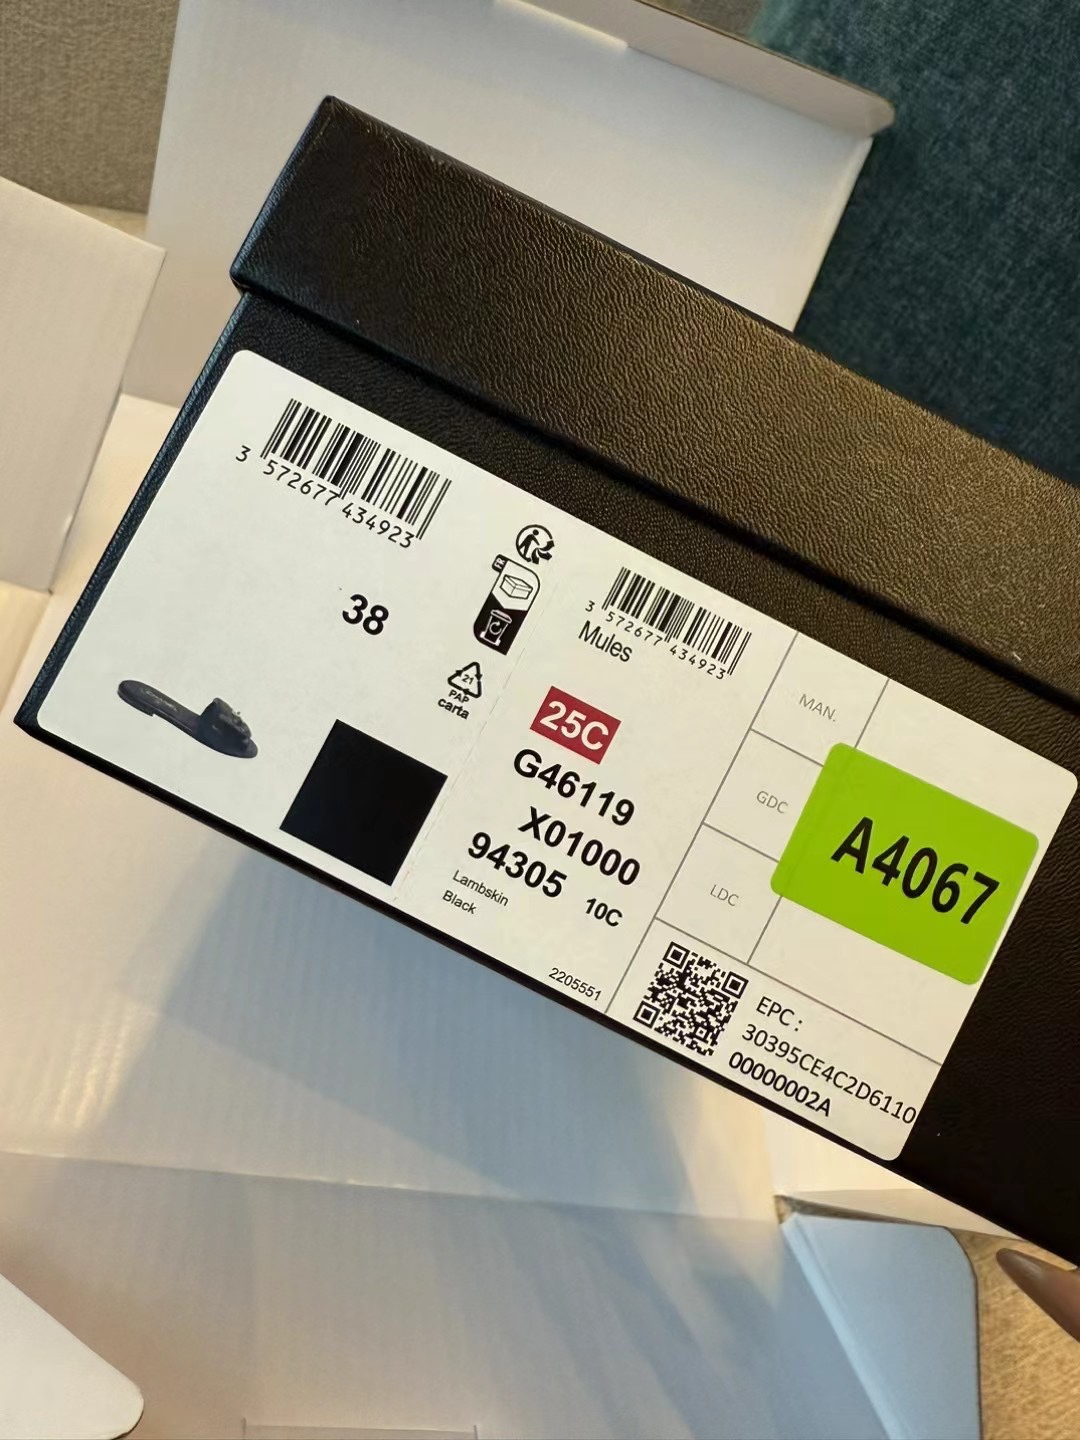 3 572677 434923
38
21
PAP
carta
3 572677 434923
Mules
25C
G46119
X01000
94305 10C
Lambskin
Black
2205551
MAN.
GDC
LDC
A4067
EPC :
30395CE4C2D6110
00000002A